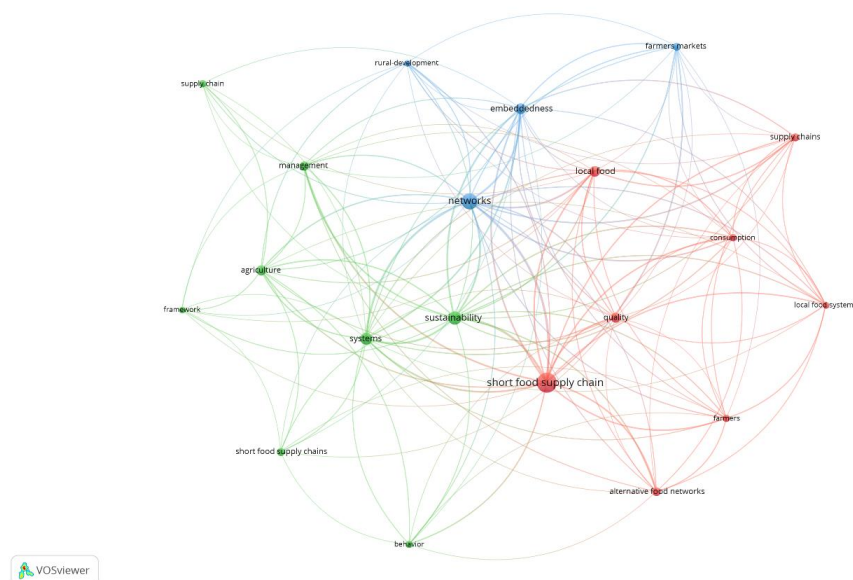 farmers markets
rural-development
supply chain
embeddedness
supply chains
management
local food
networks
consumption
agriculture
local food system
framework
sustainability
quality
systems
short food supply chain
farmers
short food supply chains
alternative food networks
behavior
VOSviewer